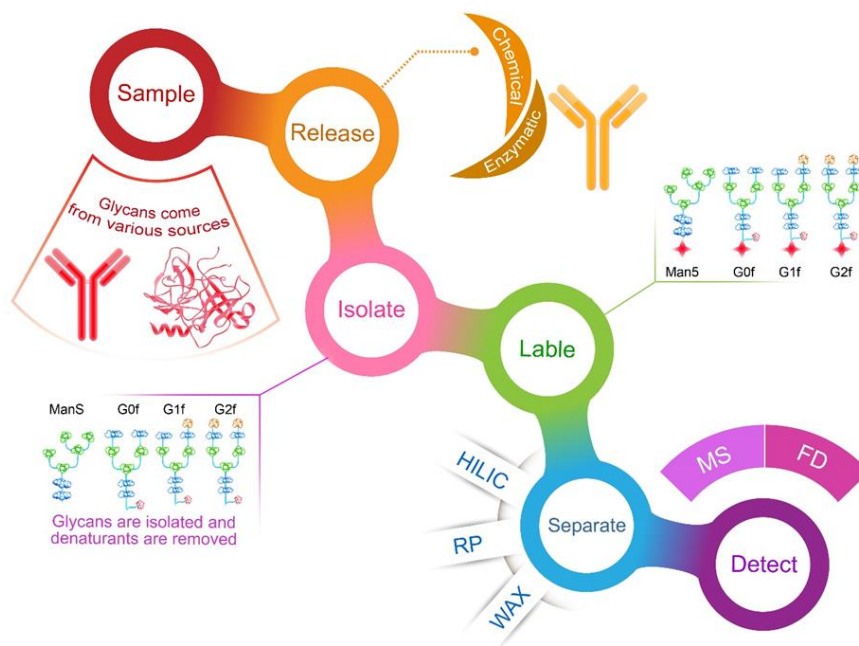 Sample
Release
Chemical
Enzymatic
Glycans come
from various sources
Man5
G0f
G1f
G2f
Isolate
Lable
ManS
G0f
G1f
G2f
Glycans are isolated and
denaturants are removed
HILIC
RP
WAX
Separate
MS
FD
Detect